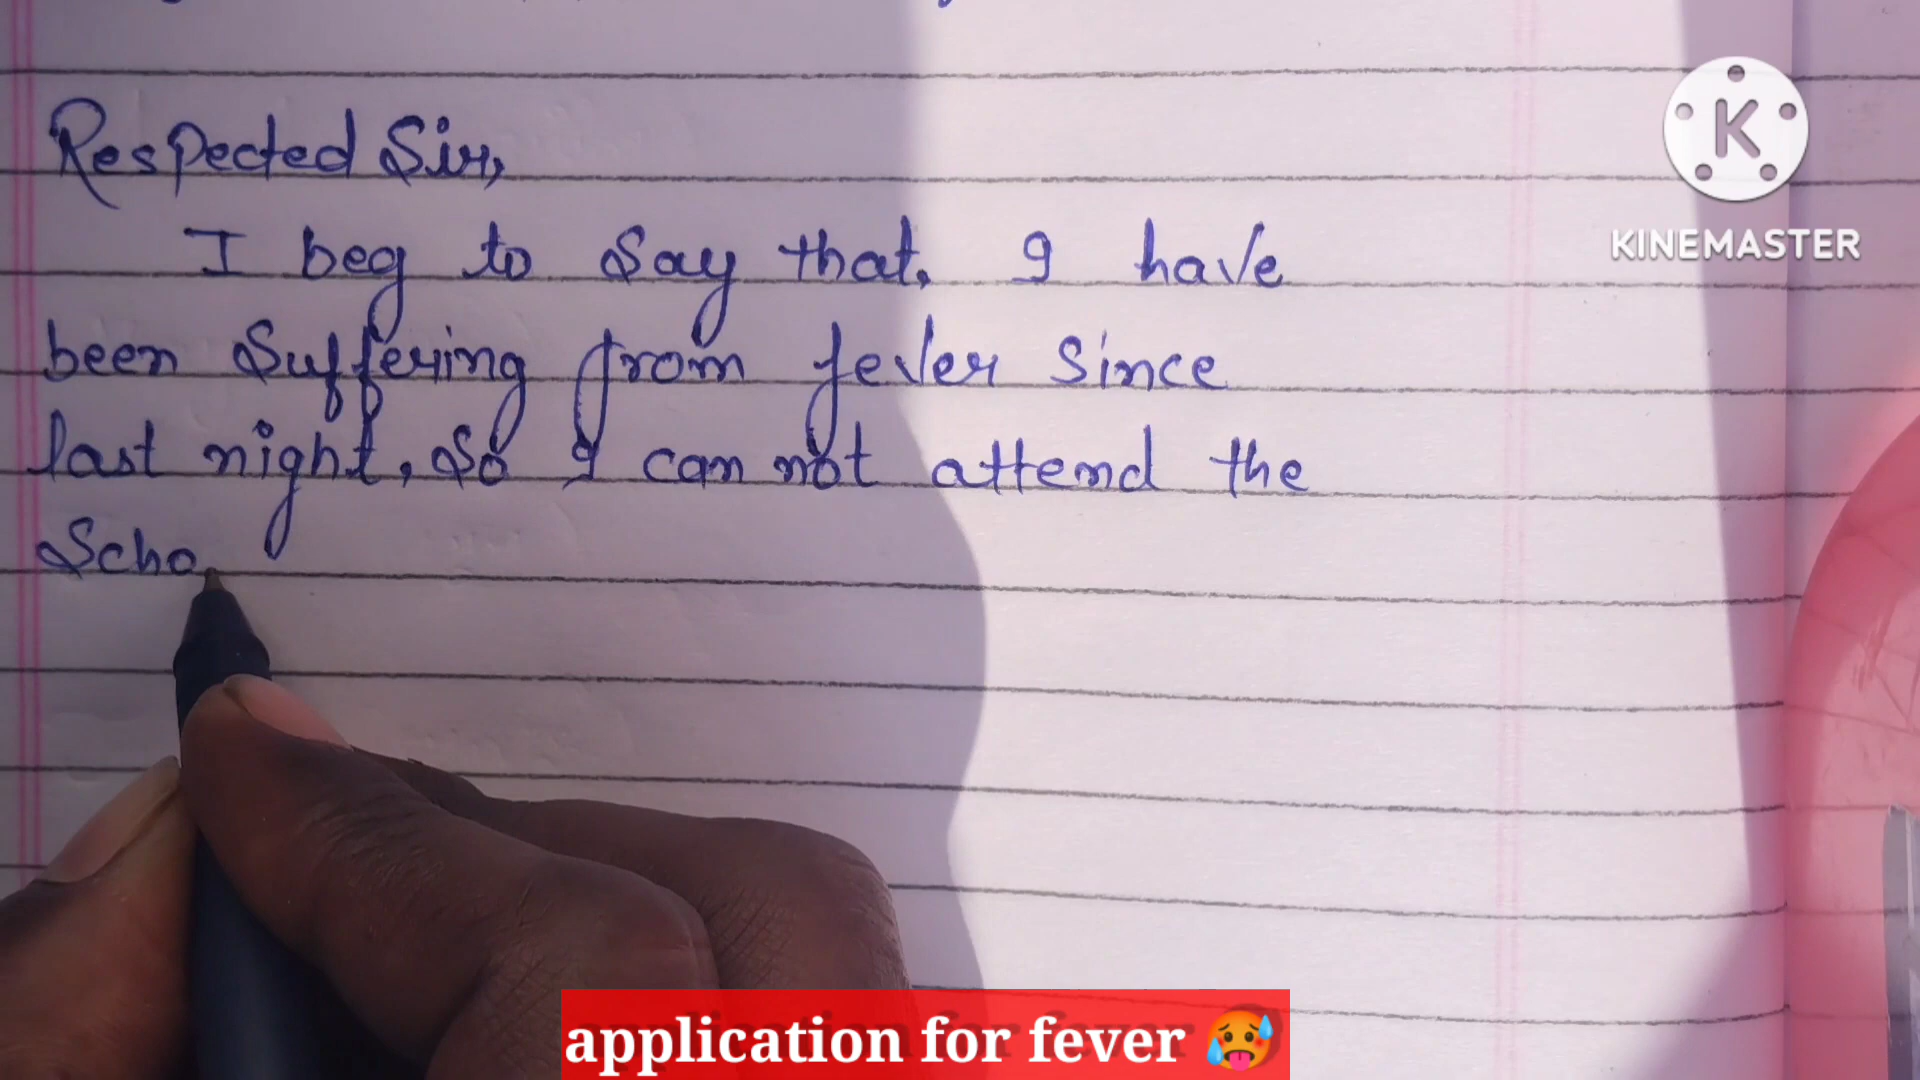 Respected Sir,
I beg to Say that, I have
been Suffering from fever Since
last night, So I can not attend the
Scho
K
KINEMASTER
application for fever 🥵